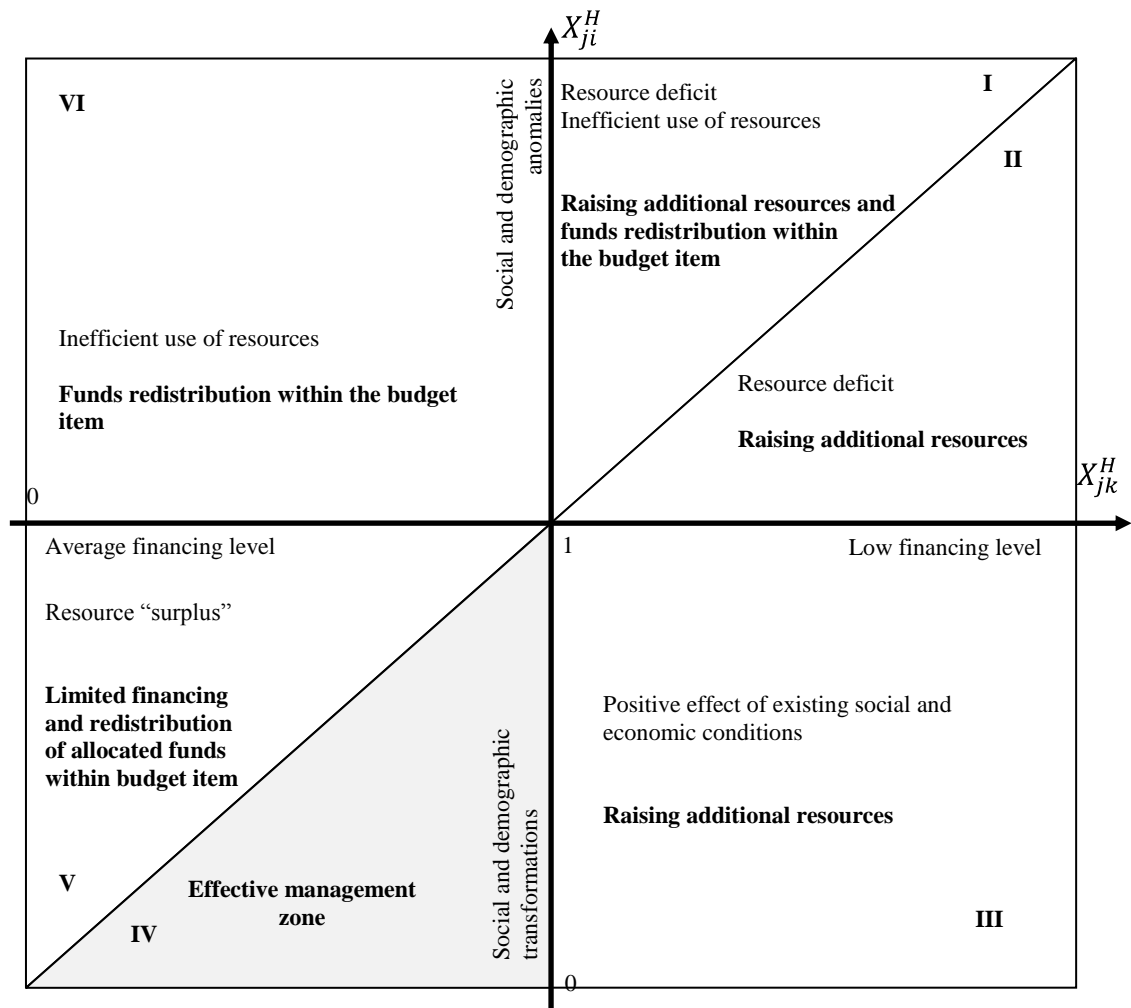 X_{ji}^{H}
VI
Social and demographic
anomalies
Resource deficit
Inefficient use of resources
I
II
Raising additional resources and
funds redistribution within
the budget item
Inefficient use of resources
Funds redistribution within the budget
item
Resource deficit
Raising additional resources
X_{jk}^{H}
0
Average financing level
1
Low financing level
Resource “surplus”
Limited financing
and redistribution
of allocated funds
within budget item
Positive effect of existing social and
economic conditions
Raising additional resources
Social and demographic
transformations
V
Effective management
zone
IV
III
0